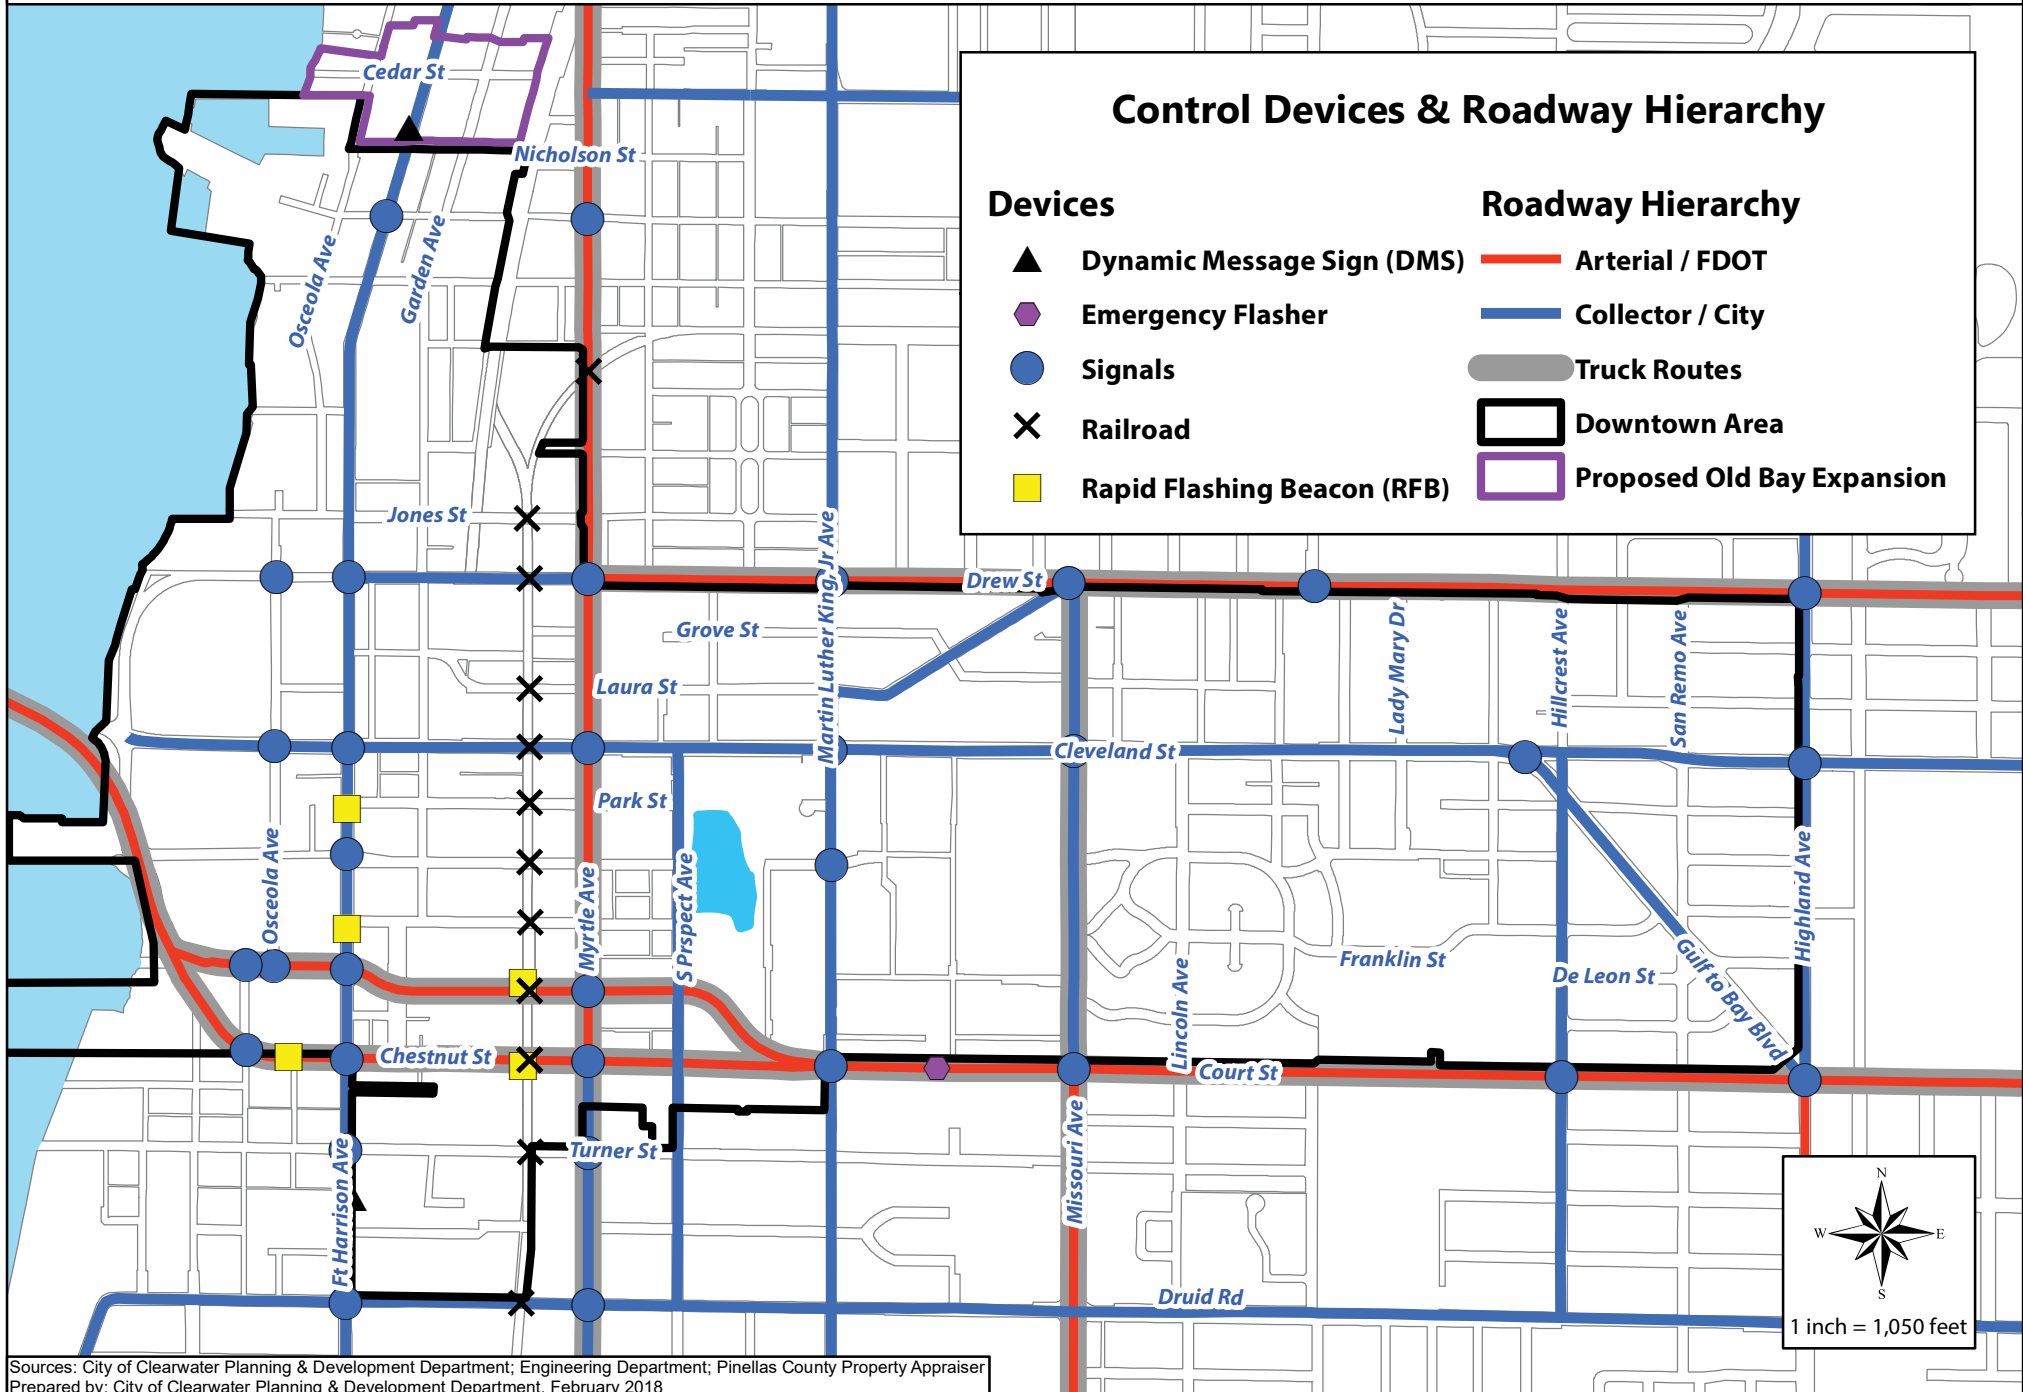 Control Devices & Roadway Hierarchy
Devices
Dynamic Message Sign (DMS)
Emergency Flasher
Signals
Railroad
Rapid Flashing Beacon (RFB)
Roadway Hierarchy
Arterial / FDOT
Collector / City
Truck Routes
Downtown Area
Proposed Old Bay Expansion
Cedar St
Nicholson St
Osceola Ave
Garden Ave
Jones St
Martin Luther King, Jr Ave
Drew St
Grove St
Laura St
Lady Mary Dr
Hillcrest Ave
San Remo Ave
Cleveland St
Park St
Osceola Ave
Myrtle Ave
S Prspect Ave
Highland Ave
Franklin St
De Leon St
Gulf to Bay Blvd
Lincoln Ave
Chestnut St
Court St
Missouri Ave
Turner St
Ft Harrison Ave
Druid Rd
N
W
E
S
1 inch = 1,050 feet
Sources: City of Clearwater Planning & Development Department; Engineering Department; Pinellas County Property Appraiser
Prepared by: City of Clearwater Planning & Development Department, February 2018